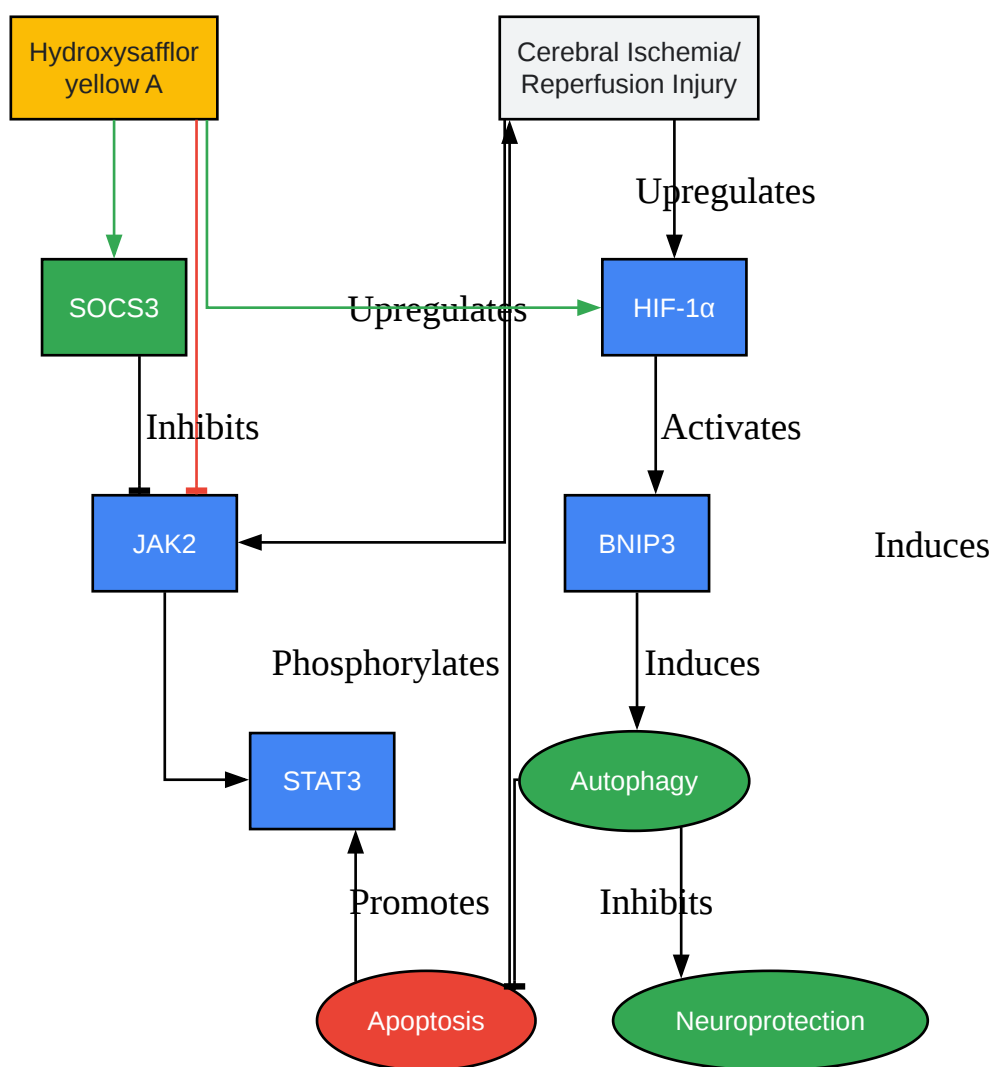 Hydroxysafflor
yellow A
Cerebral Ischemia/
Reperfusion Injury
Upregulates
SOCS3
Upregulates
HIF-1α
Inhibits
Activates
JAK2
BNIP3
Induces
Phosphorylates
Induces
STAT3
Autophagy
Promotes
Inhibits
Apoptosis
Neuroprotection